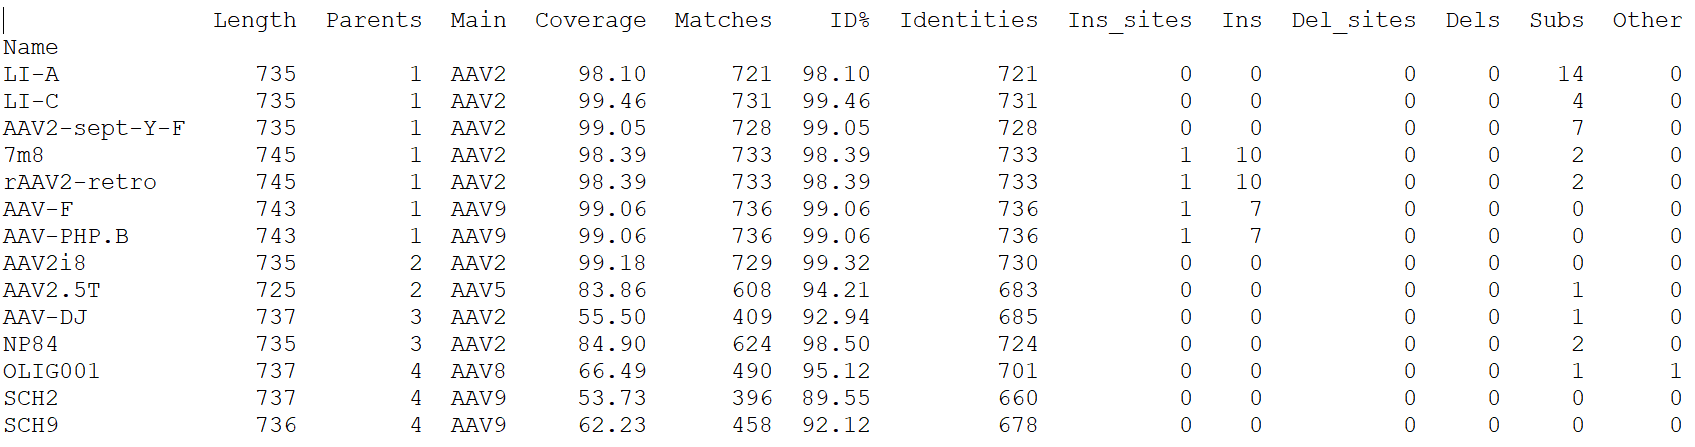 Length Parents Main Coverage Matches ID% Identities Ins_sites Ins Del_sites Dels Subs Other
Name
LI-A 735 1 AAV2 98.10 721 98.10 721 0 0 0 0 14 0
LI-C 735 1 AAV2 99.46 731 99.46 731 0 0 0 0 4 0
AAV2-sept-Y-F 735 1 AAV2 99.05 728 99.05 728 0 0 0 0 7 0
7m8 745 1 AAV2 98.39 733 98.39 733 1 10 0 0 2 0
rAAV2-retro 745 1 AAV2 98.39 733 98.39 733 1 10 0 0 2 0
AAV-F 743 1 AAV9 99.06 736 99.06 736 1 7 0 0 0 0
AAV-PHP.B 743 1 AAV9 99.06 736 99.06 736 1 7 0 0 0 0
AAV2i8 735 2 AAV2 99.18 729 99.32 730 0 0 0 0 0 0
AAV2.5T 725 2 AAV5 83.86 608 94.21 683 0 0 0 0 1 0
AAV-DJ 737 3 AAV2 55.50 409 92.94 685 0 0 0 0 1 0
NP84 735 3 AAV2 84.90 624 98.50 724 0 0 0 0 2 0
OLIG001 737 4 AAV8 66.49 490 95.12 701 0 0 0 0 1 1
SCH2 737 4 AAV9 53.73 396 89.55 660 0 0 0 0 0 0
SCH9 736 4 AAV9 62.23 458 92.12 678 0 0 0 0 0 0